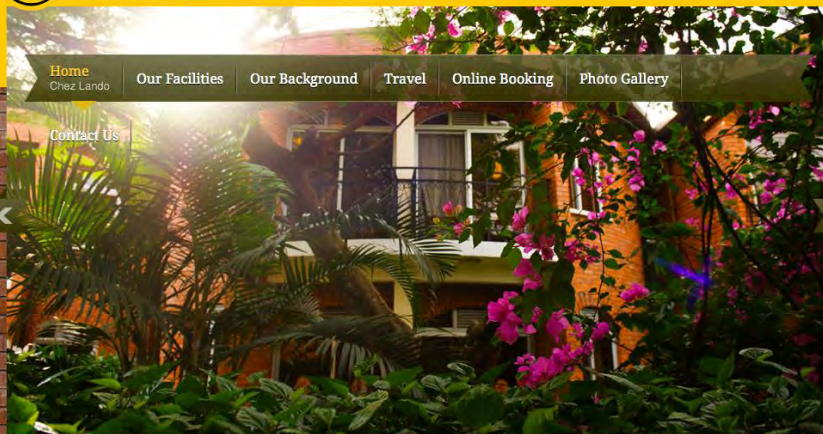 Home
Chez Lando
Our Facilities
Our Background
Travel
Online Booking
Photo Gallery
Contact Us